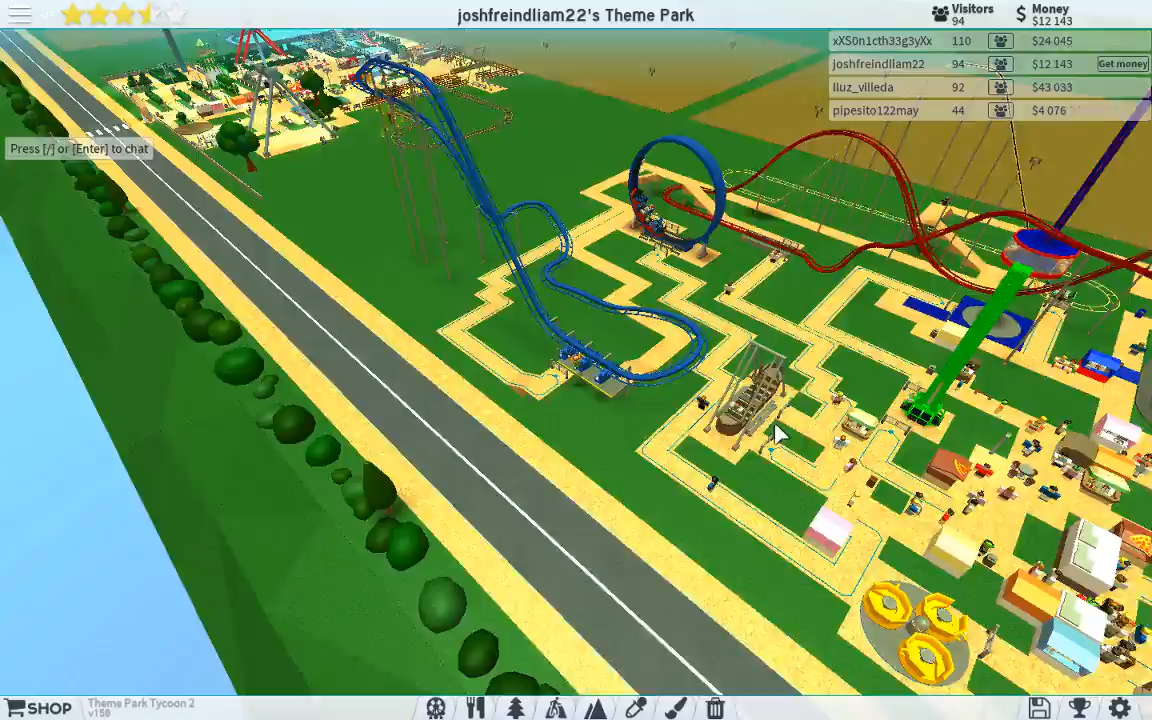 joshfreindliam22's Theme Park
Visitors
94
$
Money
$12 143
xXS0n1cth33g3yXx 110 $24 045
joshfreindliam22 94 $12 143 Get money
lluz_villeda 92 $43 033
pipesito122may 44 $4 076
Press [/] or [Enter] to chat
SHOP
Theme Park Tycoon 2
v158